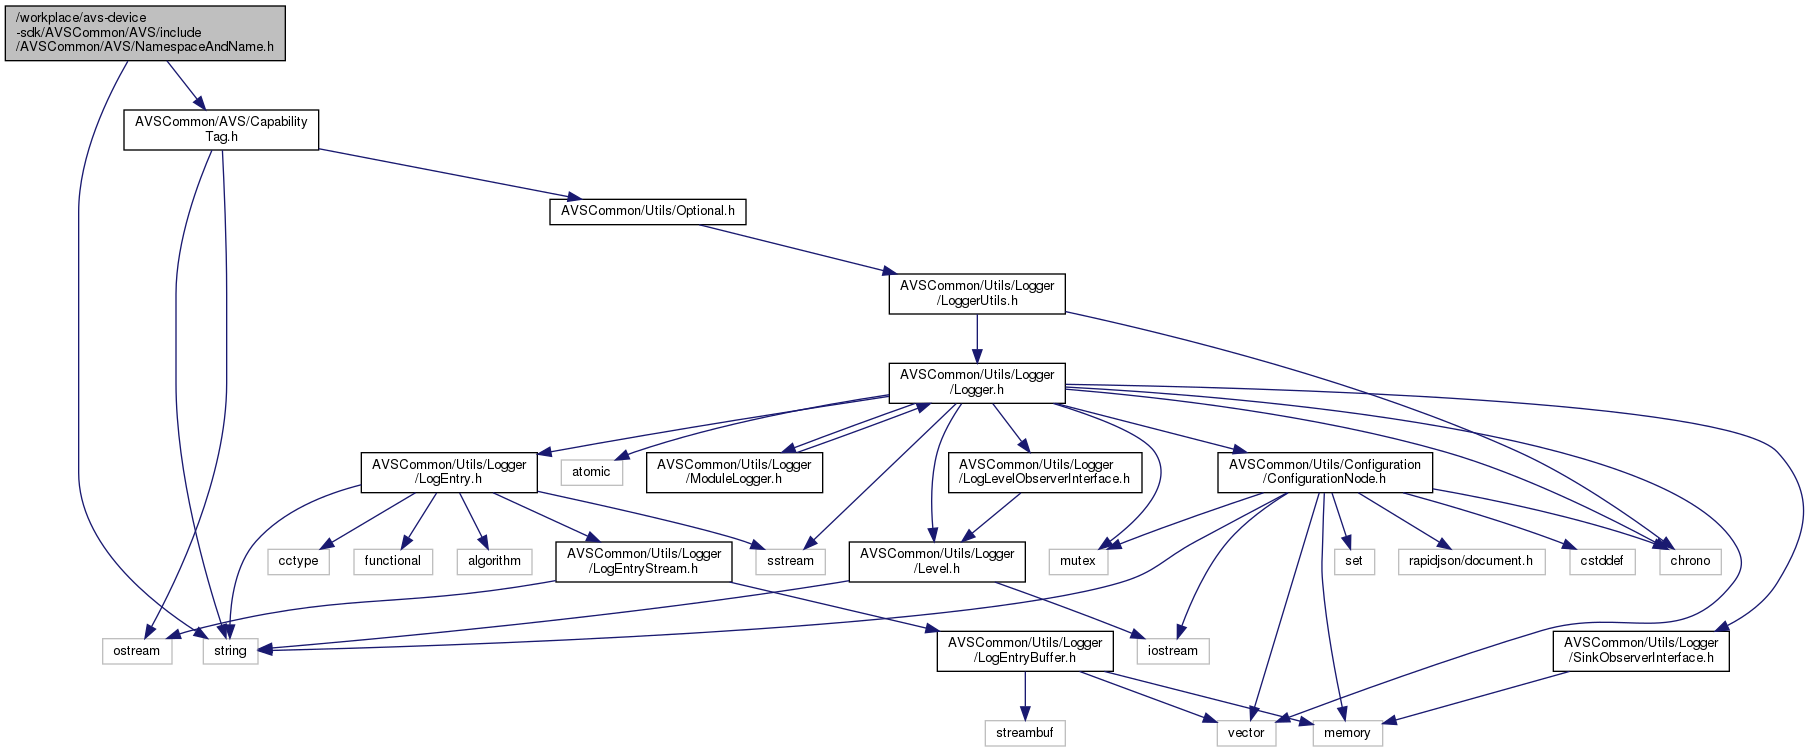 /workplace/avs-device
-sdk/AVSCommon/AVS/include
/AVSCommon/AVS/NamespaceAndName.h
AVSCommon/AVS/Capability
Tag.h
AVSCommon/Utils/Optional.h
AVSCommon/Utils/Logger
/LoggerUtils.h
AVSCommon/Utils/Logger
/Logger.h
AVSCommon/Utils/Logger
/LogEntry.h
atomic
AVSCommon/Utils/Logger
/ModuleLogger.h
AVSCommon/Utils/Logger
/LogLevelObserverInterface.h
AVSCommon/Utils/Configuration
/ConfigurationNode.h
cctype
functional
algorithm
AVSCommon/Utils/Logger
/LogEntryStream.h
sstream
AVSCommon/Utils/Logger
/Level.h
mutex
set
rapidjson/document.h
cstddef
chrono
ostream
string
AVSCommon/Utils/Logger
/LogEntryBuffer.h
iostream
AVSCommon/Utils/Logger
/SinkObserverInterface.h
streambuf
vector
memory